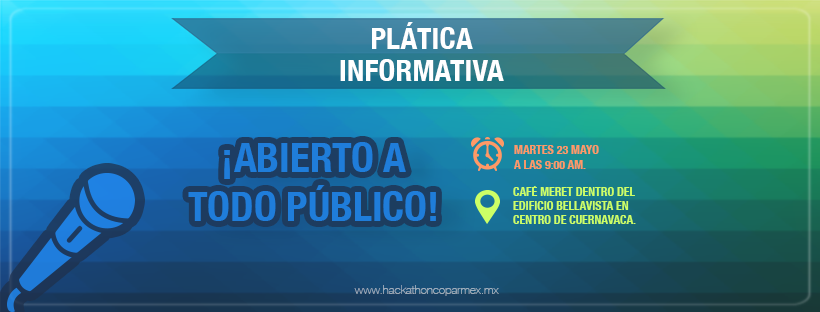 PLÁTICA
INFORMATIVA
¡ABIERTO A
TODO PÚBLICO!
MARTES 23 MAYO
A LAS 9:00 AM.
CAFÉ MERET DENTRO DEL
EDIFICIO BELLAVISTA EN
CENTRO DE CUERNAVACA.
www.hackathoncoparmex.mx